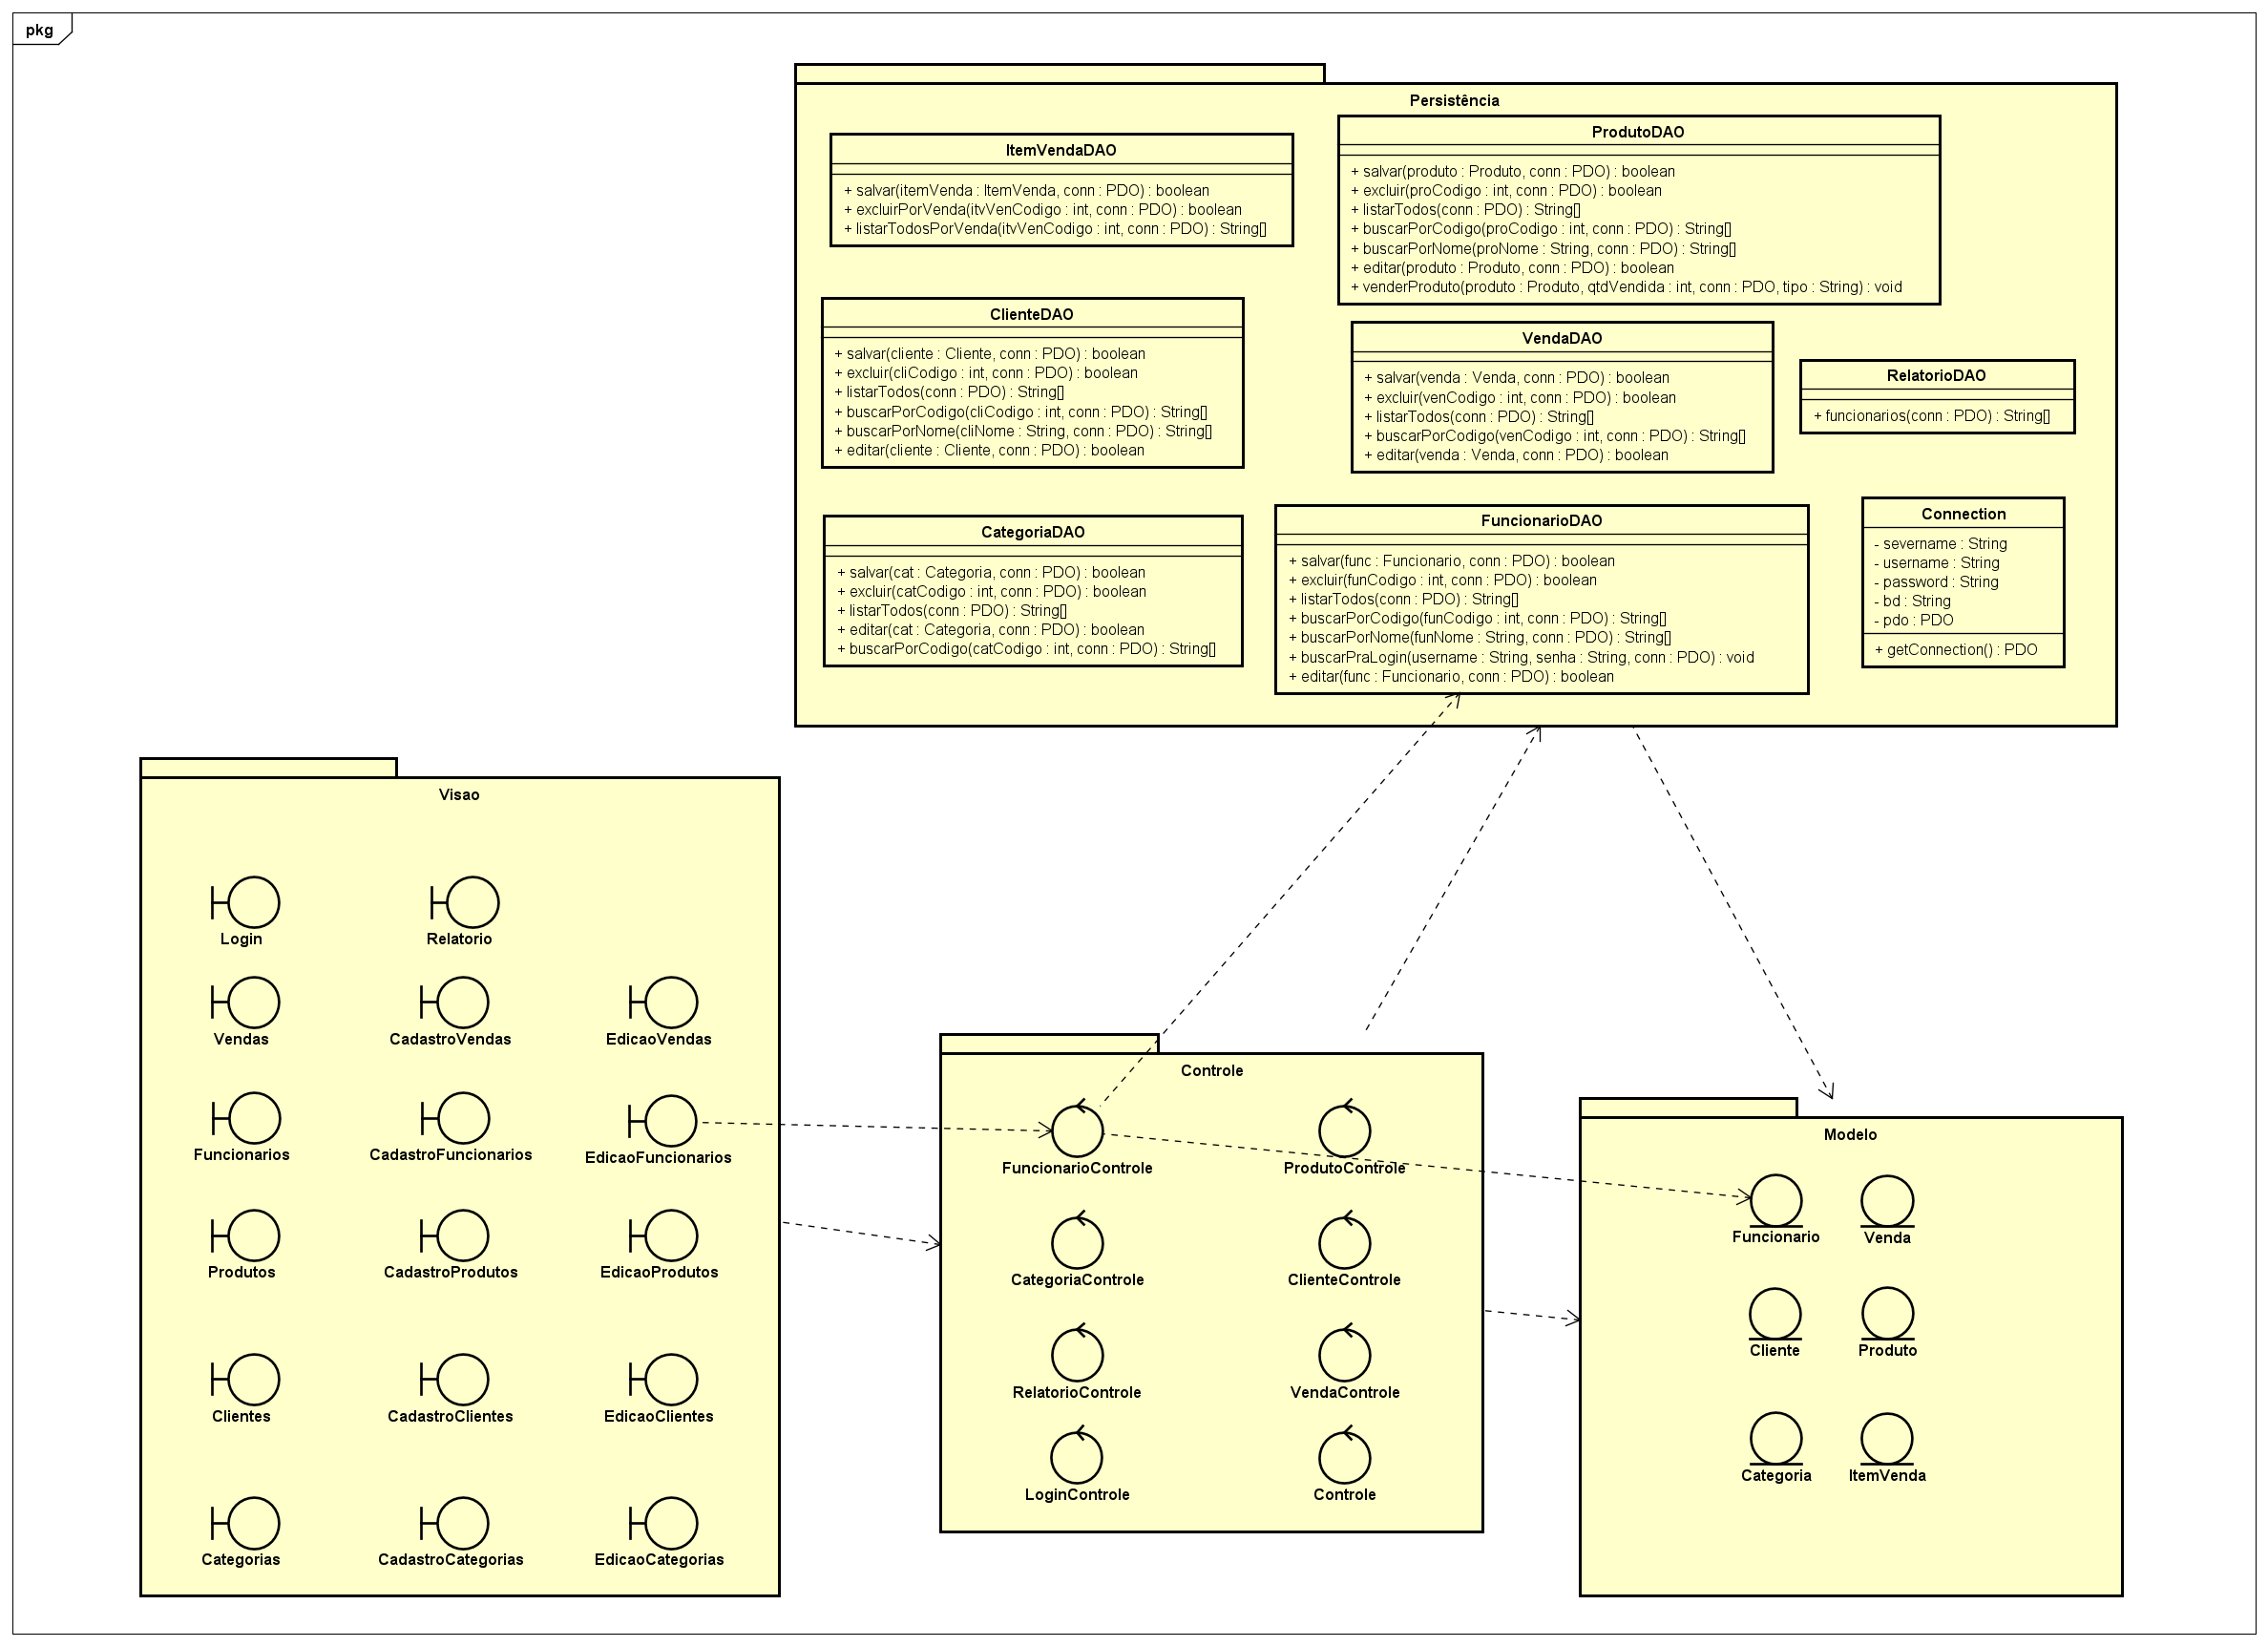 pkg
Persistência
ItemVendaDAO
+ salvar(itemVenda : ItemVenda, conn : PDO) : boolean
+ excluirPorVenda(itvVenCodigo : int, conn : PDO) : boolean
+ listarTodosPorVenda(itvVenCodigo : int, conn : PDO) : String[]
ProdutoDAO
+ salvar(produto : Produto, conn : PDO) : boolean
+ excluir(proCodigo : int, conn : PDO) : boolean
+ listarTodos(conn : PDO) : String[]
+ buscarPorCodigo(proCodigo : int, conn : PDO) : String[]
+ buscarPorNome(proNome : String, conn : PDO) : String[]
+ editar(produto : Produto, conn : PDO) : boolean
+ venderProduto(produto : Produto, qtdVendida : int, conn : PDO, tipo : String) : void
ClienteDAO
+ salvar(cliente : Cliente, conn : PDO) : boolean
+ excluir(cliCodigo : int, conn : PDO) : boolean
+ listarTodos(conn : PDO) : String[]
+ buscarPorCodigo(cliCodigo : int, conn : PDO) : String[]
+ buscarPorNome(cliNome : String, conn : PDO) : String[]
+ editar(cliente : Cliente, conn : PDO) : boolean
VendaDAO
+ salvar(venda : Venda, conn : PDO) : boolean
+ excluir(venCodigo : int, conn : PDO) : boolean
+ listarTodos(conn : PDO) : String[]
+ buscarPorCodigo(venCodigo : int, conn : PDO) : String[]
+ editar(venda : Venda, conn : PDO) : boolean
RelatorioDAO
+ funcionarios(conn : PDO) : String[]
CategoriaDAO
+ salvar(cat : Categoria, conn : PDO) : boolean
+ excluir(catCodigo : int, conn : PDO) : boolean
+ listarTodos(conn : PDO) : String[]
+ editar(cat : Categoria, conn : PDO) : boolean
+ buscarPorCodigo(catCodigo : int, conn : PDO) : String[]
FuncionarioDAO
+ salvar(func : Funcionario, conn : PDO) : boolean
+ excluir(funCodigo : int, conn : PDO) : boolean
+ listarTodos(conn : PDO) : String[]
+ buscarPorCodigo(funCodigo : int, conn : PDO) : String[]
+ buscarPorNome(funNome : String, conn : PDO) : String[]
+ buscarPraLogin(username : String, senha : String, conn : PDO) : void
+ editar(func : Funcionario, conn : PDO) : boolean
Connection
- severname : String
- username : String
- password : String
- bd : String
- pdo : PDO
+ getConnection() : PDO
Visao
Login
Relatorio
Vendas
CadastroVendas
EdicaoVendas
Funcionarios
CadastroFuncionarios
EdicaoFuncionarios
Produtos
CadastroProdutos
EdicaoProdutos
Clientes
CadastroClientes
EdicaoClientes
Categorias
CadastroCategorias
EdicaoCategorias
Controle
FuncionarioControle
ProdutoControle
CategoriaControle
ClienteControle
RelatorioControle
VendaControle
LoginControle
Controle
Modelo
Funcionario
Venda
Cliente
Produto
Categoria
ItemVenda